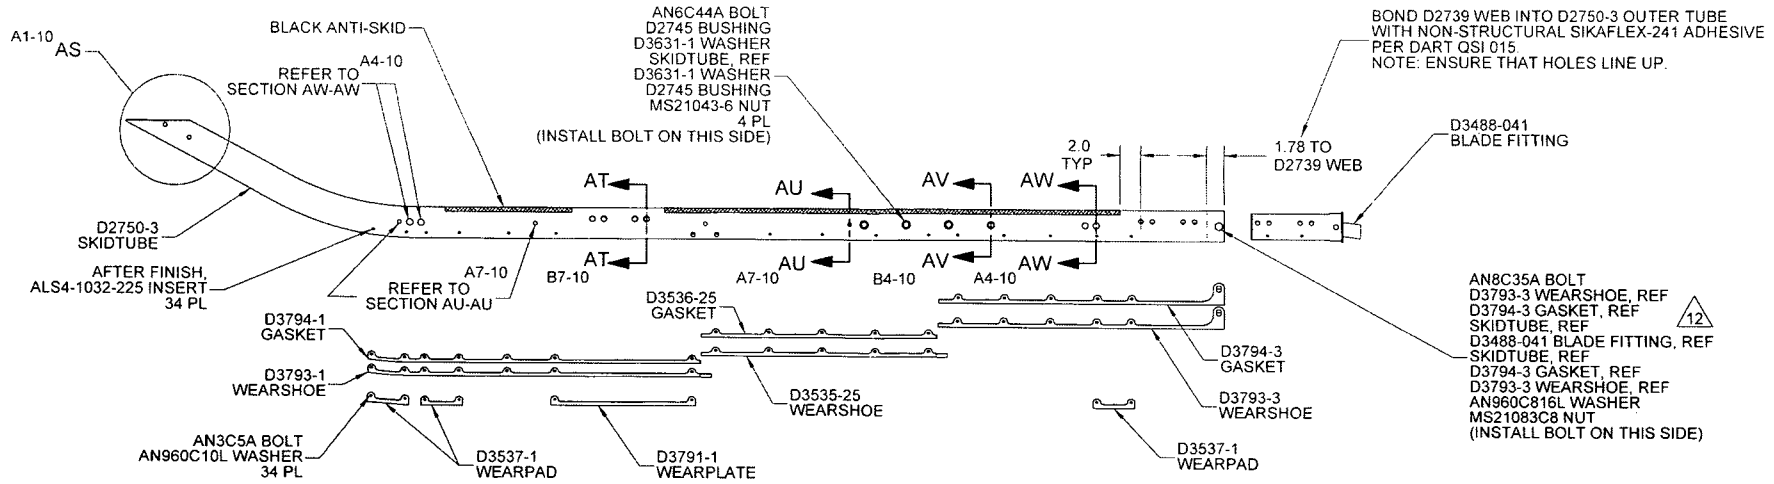 A1-10
AS
BLACK ANTI-SKID
A4-10
REFER TO
SECTION AW-AW
AN6C44A BOLT
D2745 BUSHING
D3631-1 WASHER
SKIDTUBE, REF
D3631-1 WASHER
D2745 BUSHING
MS21043-6 NUT
4 PL
(INSTALL BOLT ON THIS SIDE)
BOND D2739 WEB INTO D2750-3 OUTER TUBE
WITH NON-STRUCTURAL SIKAFLEX-241 ADHESIVE
PER DART QSI 015.
NOTE: ENSURE THAT HOLES LINE UP.
2.0
TYP
1.78 TO
D2739 WEB
D3488-041
BLADE FITTING
AT
AU
AV
AW
D2750-3
SKIDTUBE
AFTER FINISH,
ALS4-1032-225 INSERT
34 PL
A7-10
REFER TO
SECTION AU-AU
AT
B7-10
AU
A7-10
AV
B4-10
AW
A4-10
D3794-1
GASKET
D3793-1
WEARSHOE
AN3C5A BOLT
AN960C10L WASHER
34 PL
D3537-1
WEARPAD
D3791-1
WEARPLATE
D3536-25
GASKET
D3535-25
WEARSHOE
D3794-3
GASKET
D3793-3
WEARSHOE
D3537-1
WEARPAD
AN8C35A BOLT
D3793-3 WEARSHOE, REF
D3794-3 GASKET, REF
SKIDTUBE, REF
D3488-041 BLADE FITTING, REF
SKIDTUBE, REF
D3794-3 GASKET, REF
D3793-3 WEARSHOE, REF
AN960C816L WASHER
MS21083C8 NUT
(INSTALL BOLT ON THIS SIDE)
12